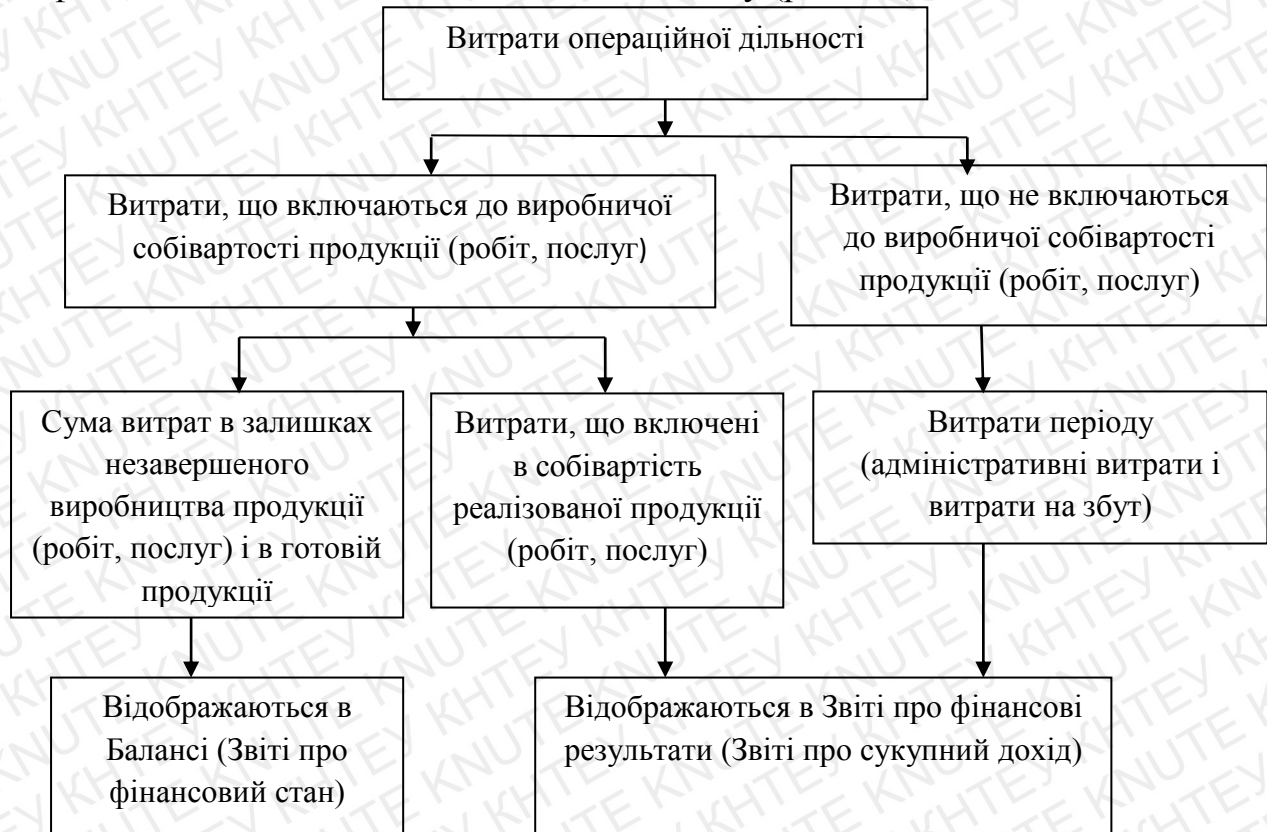 Витрати операційної дільності
Витрати, що включаються до виробничої
собівартості продукції (робіт, послуг)
Витрати, що не включаються
до виробничої собівартості
продукції (робіт, послуг)
Сума витрат в залишках
незавершеного
виробництва продукції
(робіт, послуг) і в готовій
продукції
Витрати, що включені
в собівартість
реалізованої продукції
(робіт, послуг)
Витрати періоду
(адміністративні витрати і
витрати на збут)
Відображаються в
Балансі (Звіті про
фінансовий стан)
Відображаються в Звіті про фінансові
результати (Звіті про сукупний дохід)